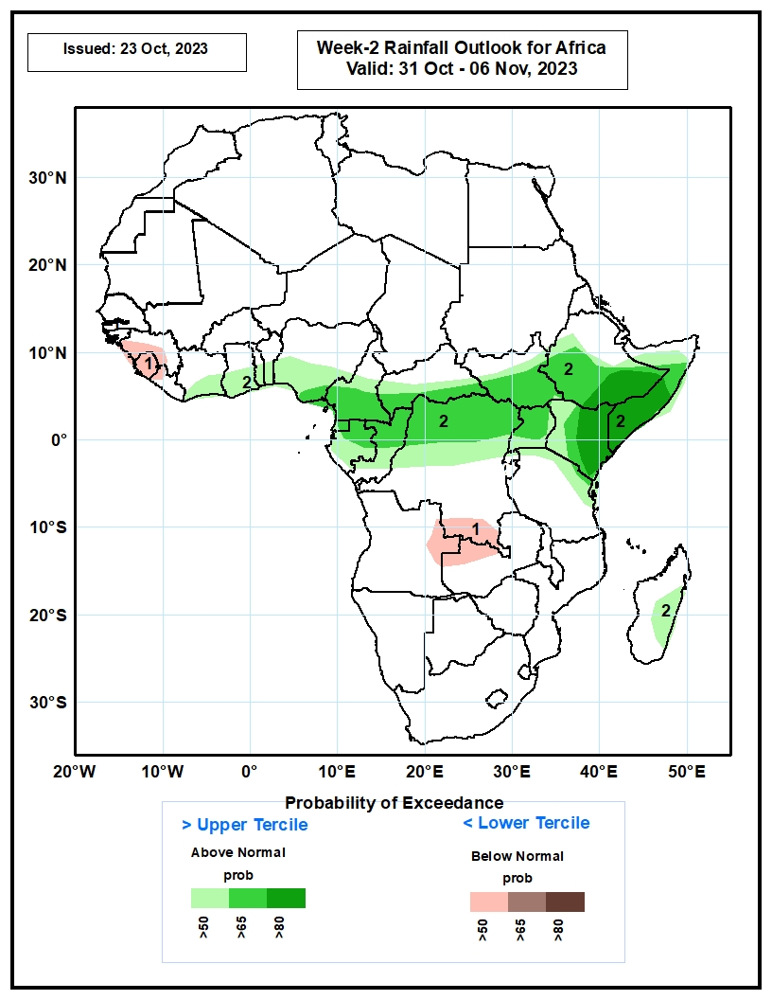 Issued: 23 Oct, 2023
Week-2 Rainfall Outlook for Africa
Valid: 31 Oct - 06 Nov, 2023
30°N
20°N
10°N
0°
10°S
20°S
30°S
1
2
2
2
2
1
2
20°W 10°W 0° 10°E 20°E 30°E 40°E 50°E
Probability of Exceedance
> Upper Tercile
< Lower Tercile
Above Normal
Below Normal
prob
prob
>50 >65 >80
>50 >65 >80